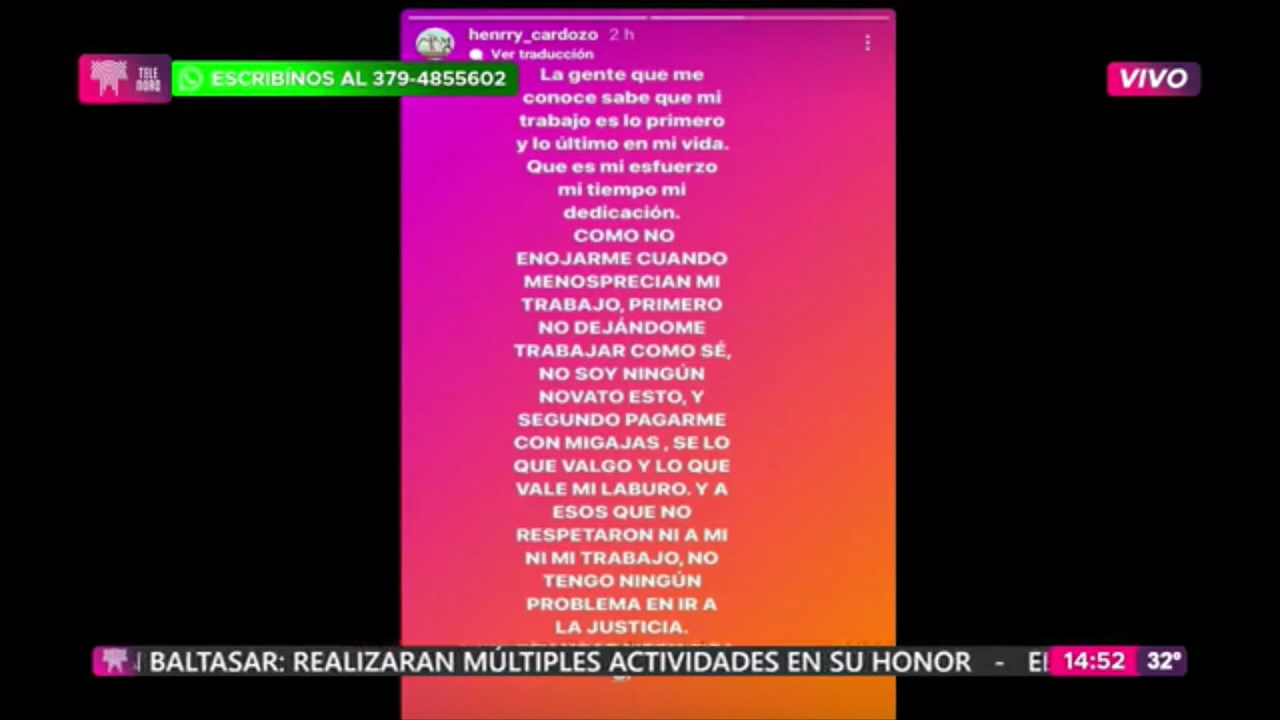 henrry_cardozo 2 h
Ver traducción
TELE
NORD
ESCRIBÍNOS AL 379-4855602
VIVO
La gente que me
conoce sabe que mi
trabajo es lo primero
y lo último en mi vida.
Que es mi esfuerzo
mi tiempo mi
dedicación.
COMO NO
ENOJARME CUANDO
MENOSPRECIAN MI
TRABAJO, PRIMERO
NO DEJÁNDOME
TRABAJAR COMO SÉ,
NO SOY NINGÚN
NOVATO ESTO, Y
SEGUNDO PAGARME
CON MIGAJAS , SE LO
QUE VALGO Y LO QUE
VALE MI LABURO. Y A
ESOS QUE NO
RESPETARON NI A MI
NI MI TRABAJO, NO
TENGO NINGÚN
PROBLEMA EN IR A
LA JUSTICIA.
BALTASAR: REALIZARAN MÚLTIPLES ACTIVIDADES EN SU HONOR -
14:52 32°